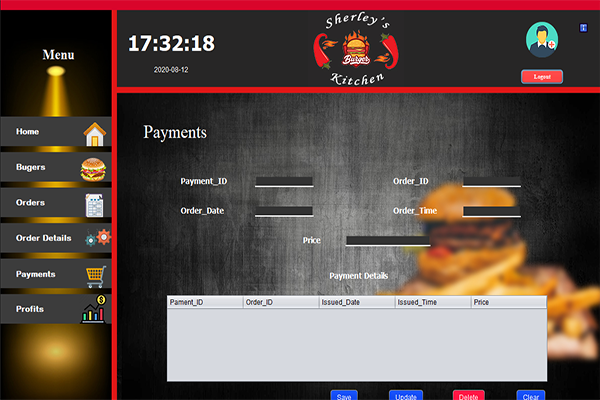 Menu
17:32:18
2020-08-12
Sherley's
Burger
Kitchen
Logout
Home
Bugers
Orders
Order Details
Payments
Profits
Payments
Payment_ID
Order_ID
Order_Date
Order_Time
Price
Payment Details
Pament_ID Order_ID Issued_Date Issued_Time Price
Save Update Delete Clear